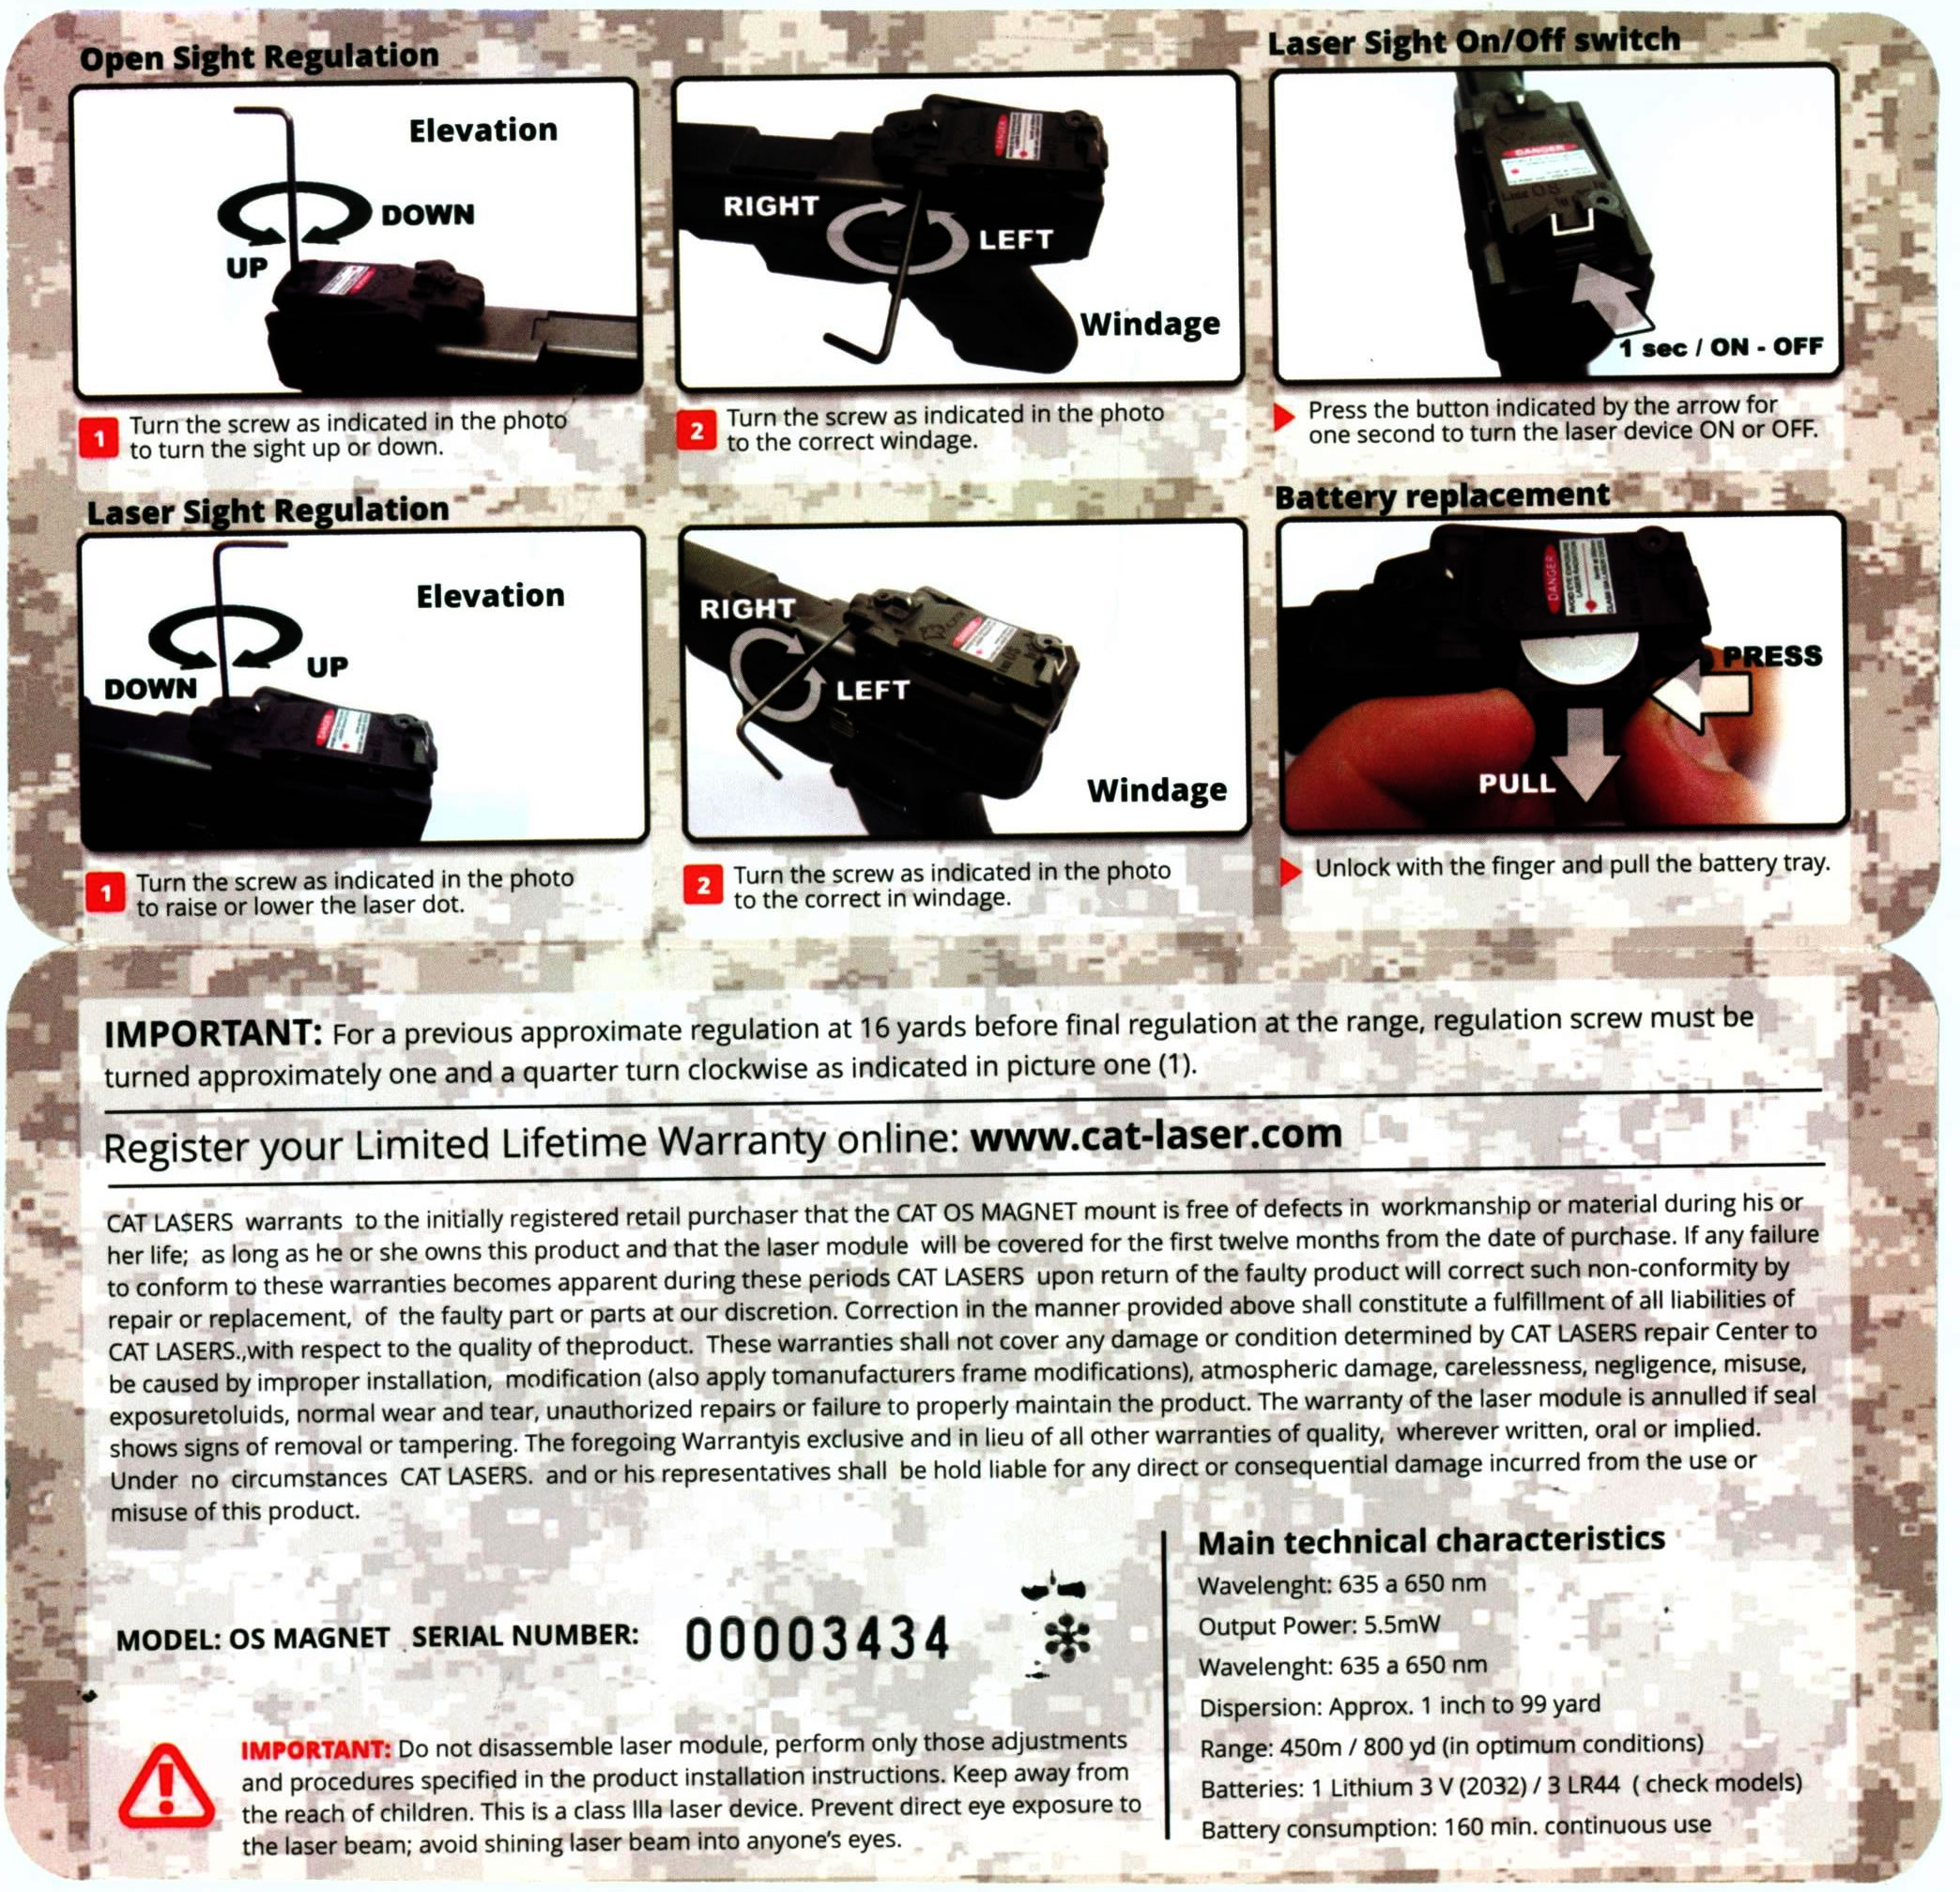 Open Sight Regulation
Elevation
DOWN
UP
1 Turn the screw as indicated in the photo
to turn the sight up or down.
RIGHT
LEFT
Windage
2 Turn the screw as indicated in the photo
to the correct windage.
Laser Sight On/Off switch
DANGER
1 sec / ON - OFF
Press the button indicated by the arrow for
one second to turn the laser device ON or OFF.
Laser Sight Regulation
Elevation
UP
DOWN
1 Turn the screw as indicated in the photo
to raise or lower the laser dot.
RIGHT
LEFT
Windage
2 Turn the screw as indicated in the photo
to the correct in windage.
Battery replacement
DANGER
PRESS
PULL
Unlock with the finger and pull the battery tray.
IMPORTANT: For a previous approximate regulation at 16 yards before final regulation at the range, regulation screw must be
turned approximately one and a quarter turn clockwise as indicated in picture one (1).
Register your Limited Lifetime Warranty online: www.cat-laser.com
CAT LASERS warrants to the initially registered retail purchaser that the CAT OS MAGNET mount is free of defects in workmanship or material during his or
her life; as long as he or she owns this product and that the laser module will be covered for the first twelve months from the date of purchase. If any failure
to conform to these warranties becomes apparent during these periods CAT LASERS upon return of the faulty product will correct such non-conformity by
repair or replacement, of the faulty part or parts at our discretion. Correction in the manner provided above shall constitute a fulfillment of all liabilities of
CAT LASERS.,with respect to the quality of theproduct. These warranties shall not cover any damage or condition determined by CAT LASERS repair Center to
be caused by improper installation, modification (also apply tomanufacturers frame modifications), atmospheric damage, carelessness, negligence, misuse,
exposuretoluids, normal wear and tear, unauthorized repairs or failure to properly maintain the product. The warranty of the laser module is annulled if seal
shows signs of removal or tampering. The foregoing Warrantyis exclusive and in lieu of all other warranties of quality, wherever written, oral or implied.
Under no circumstances CAT LASERS. and or his representatives shall be hold liable for any direct or consequential damage incurred from the use or
misuse of this product.
MODEL: OS MAGNET SERIAL NUMBER: 00003434
IMPORTANT: Do not disassemble laser module, perform only those adjustments
and procedures specified in the product installation instructions. Keep away from
the reach of children. This is a class IIIa laser device. Prevent direct eye exposure to
the laser beam; avoid shining laser beam into anyone's eyes.
Main technical characteristics
Wavelenght: 635 a 650 nm
Output Power: 5.5mW
Wavelenght: 635 a 650 nm
Dispersion: Approx. 1 inch to 99 yard
Range: 450m / 800 yd (in optimum conditions)
Batteries: 1 Lithium 3 V (2032) / 3 LR44 ( check models)
Battery consumption: 160 min. continuous use